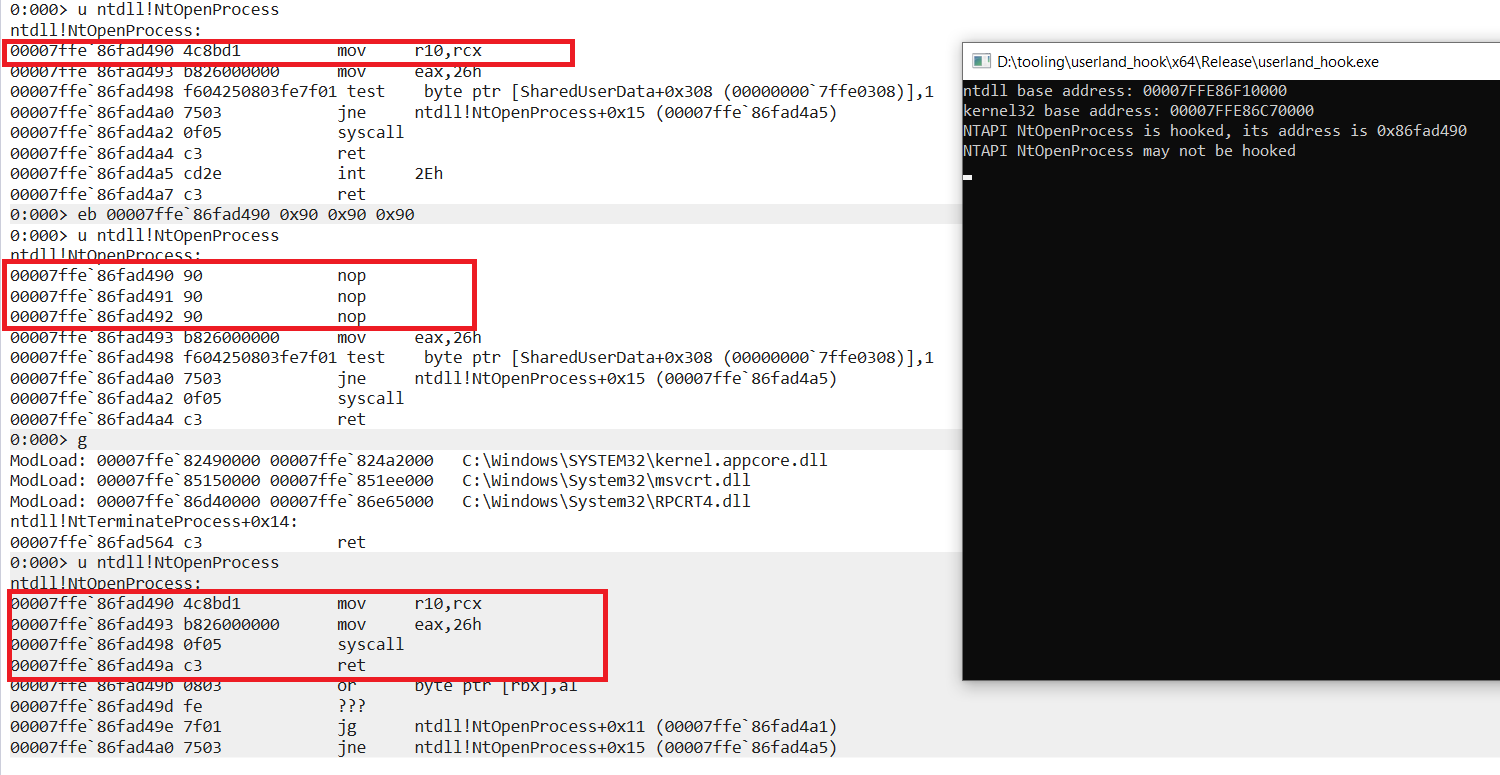 0:000> u ntdll!NtOpenProcess
ntdll!NtOpenProcess:
00007ffe`86fad490 4c8bd1 mov r10,rcx
00007ffe`86fad493 b826000000 mov eax,26h
00007ffe`86fad498 f604250803fe7f01 test byte ptr [SharedUserData+0x308 (00000000`7ffe0308)],1
00007ffe`86fad4a0 7503 jne ntdll!NtOpenProcess+0x15 (00007ffe`86fad4a5)
00007ffe`86fad4a2 0f05 syscall
00007ffe`86fad4a4 c3 ret
00007ffe`86fad4a5 cd2e int 2Eh
00007ffe`86fad4a7 c3 ret
0:000> eb 00007ffe`86fad490 0x90 0x90 0x90
0:000> u ntdll!NtOpenProcess
ntdll!NtOpenProcess:
00007ffe`86fad490 90 nop
00007ffe`86fad491 90 nop
00007ffe`86fad492 90 nop
00007ffe`86fad493 b826000000 mov eax,26h
00007ffe`86fad498 f604250803fe7f01 test byte ptr [SharedUserData+0x308 (00000000`7ffe0308)],1
00007ffe`86fad4a0 7503 jne ntdll!NtOpenProcess+0x15 (00007ffe`86fad4a5)
00007ffe`86fad4a2 0f05 syscall
00007ffe`86fad4a4 c3 ret
0:000> g
ModLoad: 00007ffe`82490000 00007ffe`824a2000 C:\Windows\SYSTEM32\kernel.appcore.dll
ModLoad: 00007ffe`85150000 00007ffe`851ee000 C:\Windows\System32\msvcrt.dll
ModLoad: 00007ffe`86d40000 00007ffe`86e65000 C:\Windows\System32\RPCRT4.dll
ntdll!NtTerminateProcess+0x14:
00007ffe`86fad564 c3 ret
0:000> u ntdll!NtOpenProcess
ntdll!NtOpenProcess:
00007ffe`86fad490 4c8bd1 mov r10,rcx
00007ffe`86fad493 b826000000 mov eax,26h
00007ffe`86fad498 0f05 syscall
00007ffe`86fad49a c3 ret
00007ffe`86fad49b 0803 or byte ptr [rbx],al
00007ffe`86fad49d fe ???
00007ffe`86fad49e 7f01 jg ntdll!NtOpenProcess+0x11 (00007ffe`86fad4a1)
00007ffe`86fad4a0 7503 jne ntdll!NtOpenProcess+0x15 (00007ffe`86fad4a5)
D:\tooling\userland_hook\x64\Release\userland_hook.exe
ntdll base address: 00007FFE86F10000
kernel32 base address: 00007FFE86C70000
NTAPI NtOpenProcess is hooked, its address is 0x86fad490
NTAPI NtOpenProcess may not be hooked